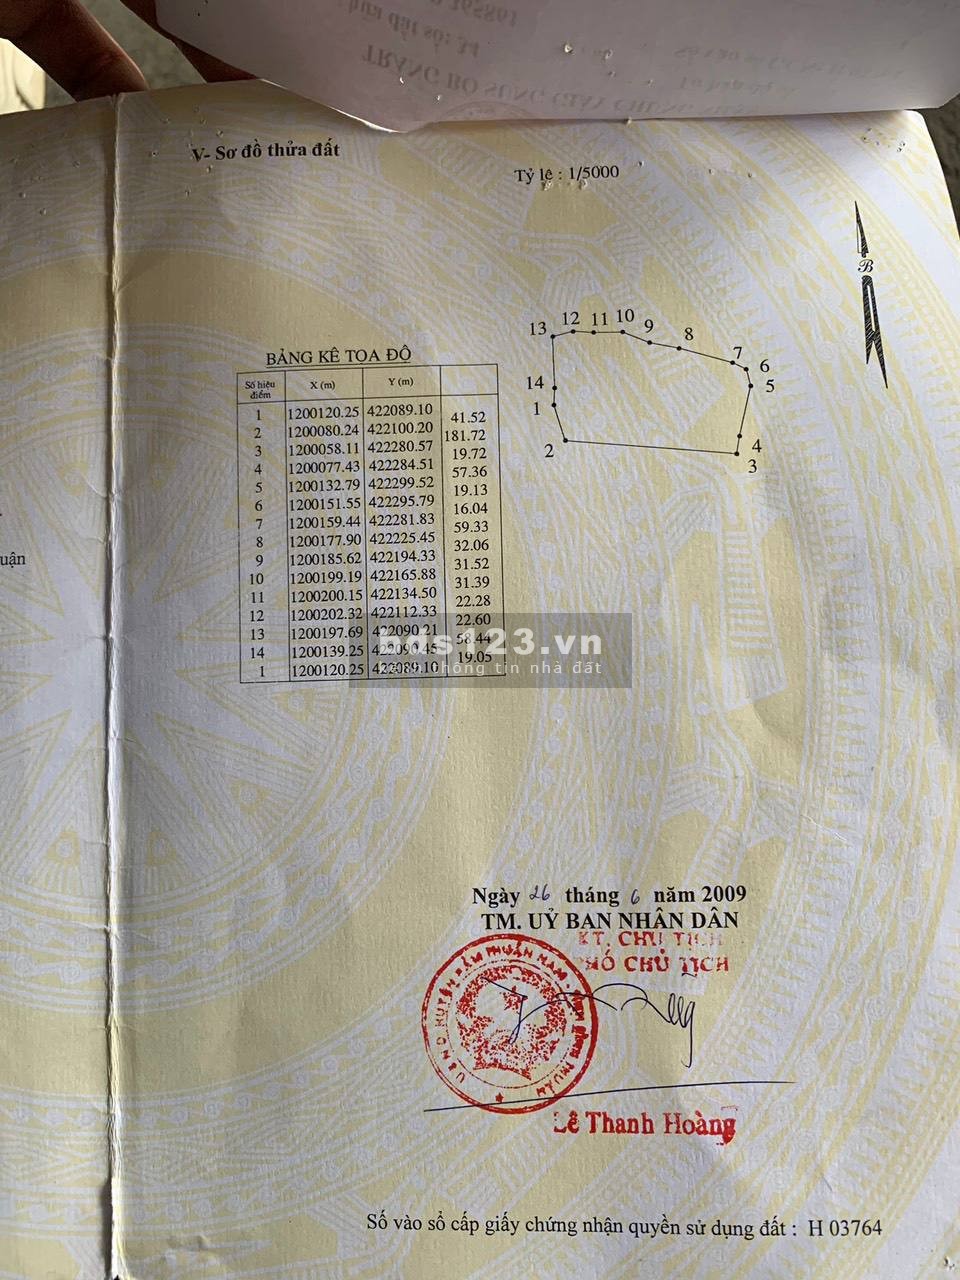 V- Sơ đồ thửa đất
Tỷ lệ : 1/5000
B
13 12 11 10 9 8 7 6 5 4 3 2 1 14
BẢNG KÊ TOẠ ĐỘ
Số hiệu điểm X (m) Y (m)
1 1200120.25 422089.10
41.52
2 1200080.24 422100.20
181.72
3 1200058.11 422280.57
19.72
4 1200077.43 422284.51
57.36
5 1200132.79 422299.52
19.13
6 1200151.55 422295.79
16.04
7 1200159.44 422281.83
59.33
8 1200177.90 422225.45
32.06
9 1200185.62 422194.33
31.52
10 1200199.19 422165.88
31.39
11 1200200.15 422134.50
22.28
12 1200202.32 422112.33
22.60
13 1200197.69 422090.21
58.44
14 1200139.25 422090.45
19.05
1 1200120.25 422089.10
uận
bds123.vn
thông tin nhà đất
Ngày 26 tháng 6 năm 2009
TM. UỶ BAN NHÂN DÂN
KT. CHỦ TỊCH
PHÓ CHỦ TỊCH
Lê Thanh Hoàng
Số vào sổ cấp giấy chứng nhận quyền sử dụng đất : H 03764